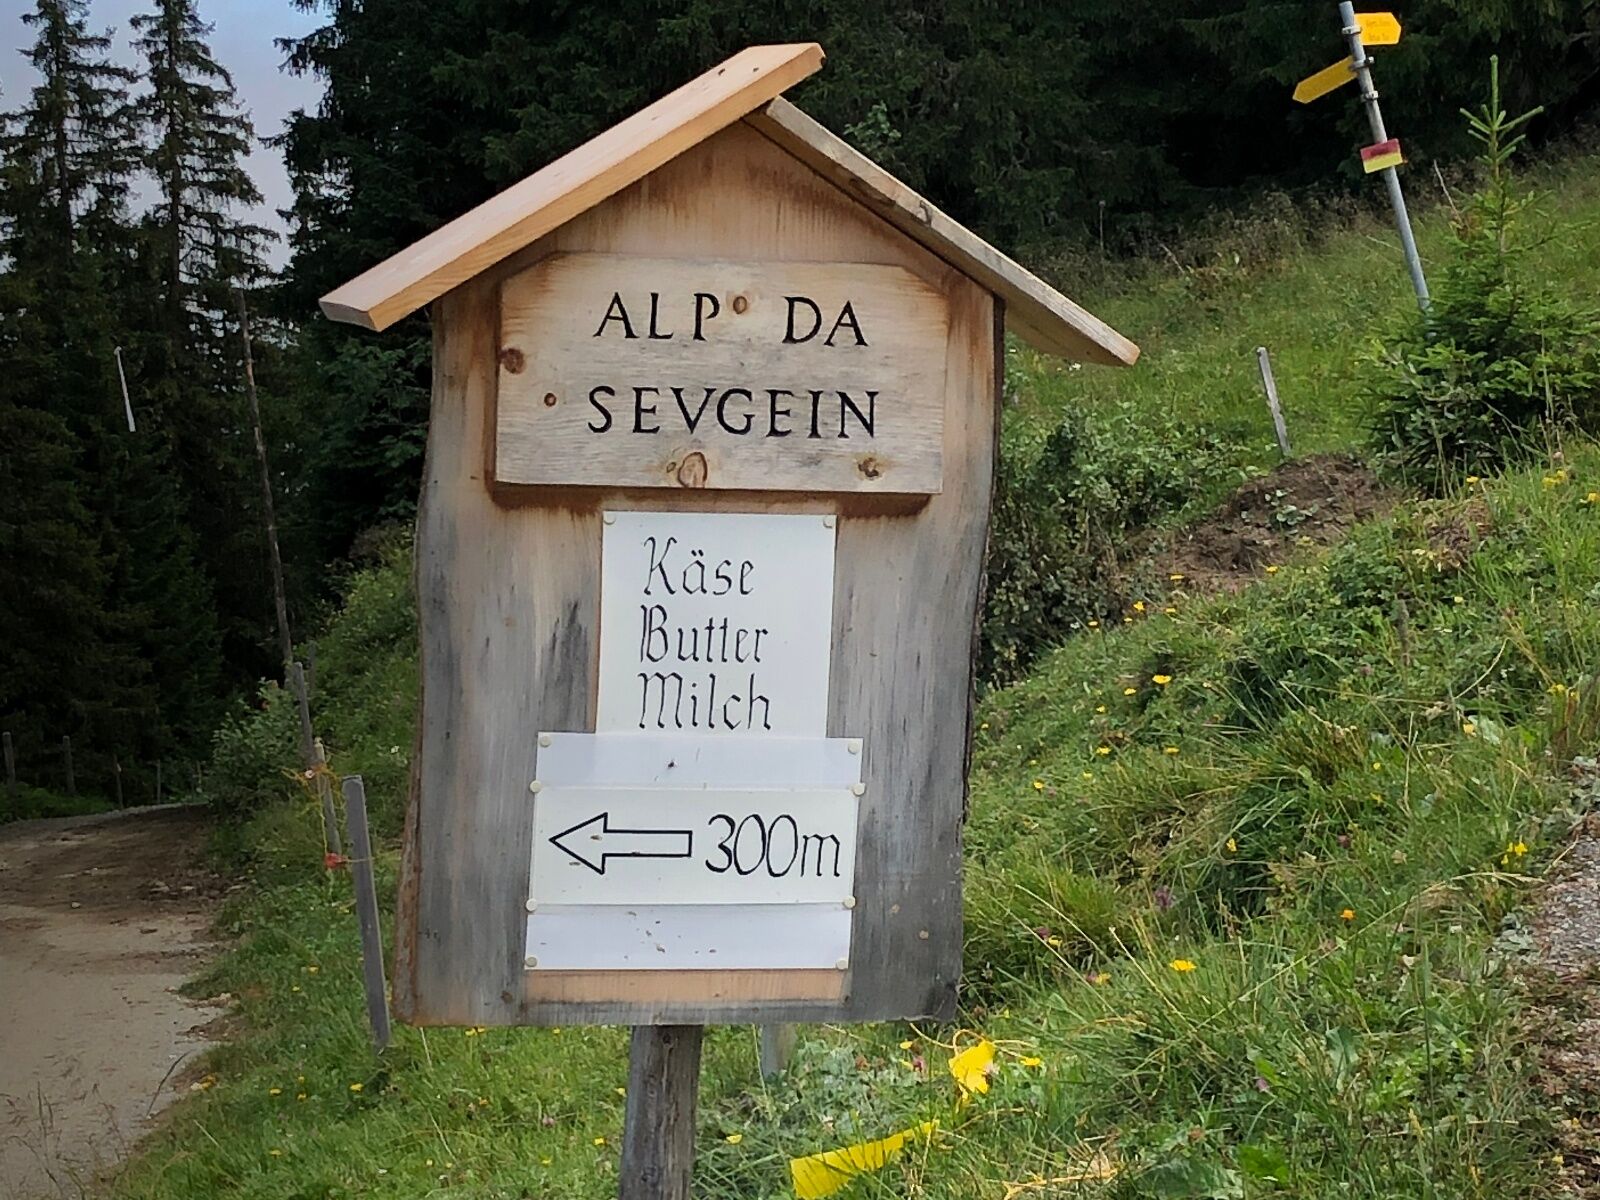 ALP DA
SEVGEIN
Käse
Butter
Milch
300m